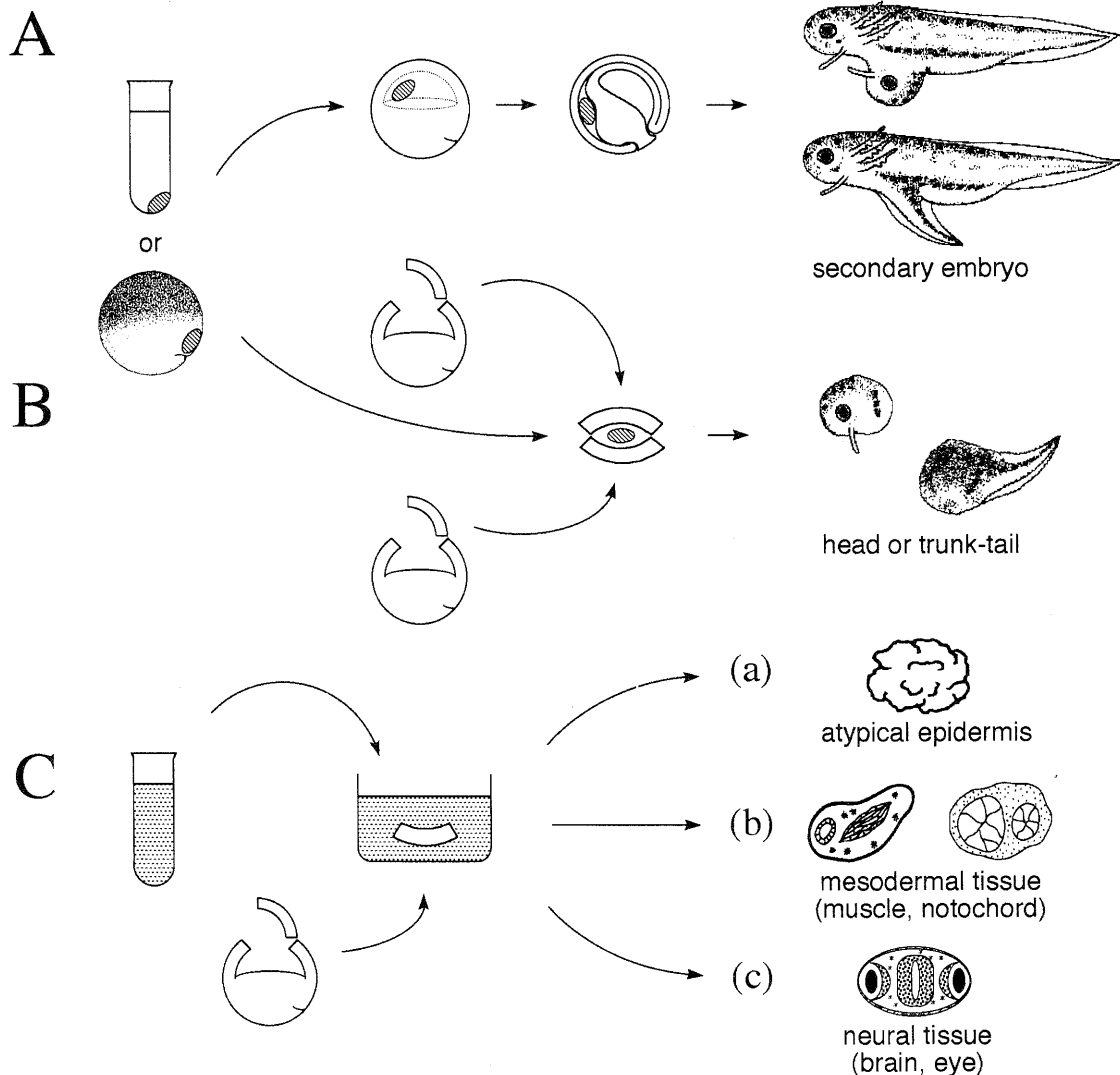 A
or
secondary embryo
B
head or trunk-tail
C
(a)
atypical epidermis
(b)
mesodermal tissue
(muscle, notochord)
(c)
neural tissue
(brain, eye)